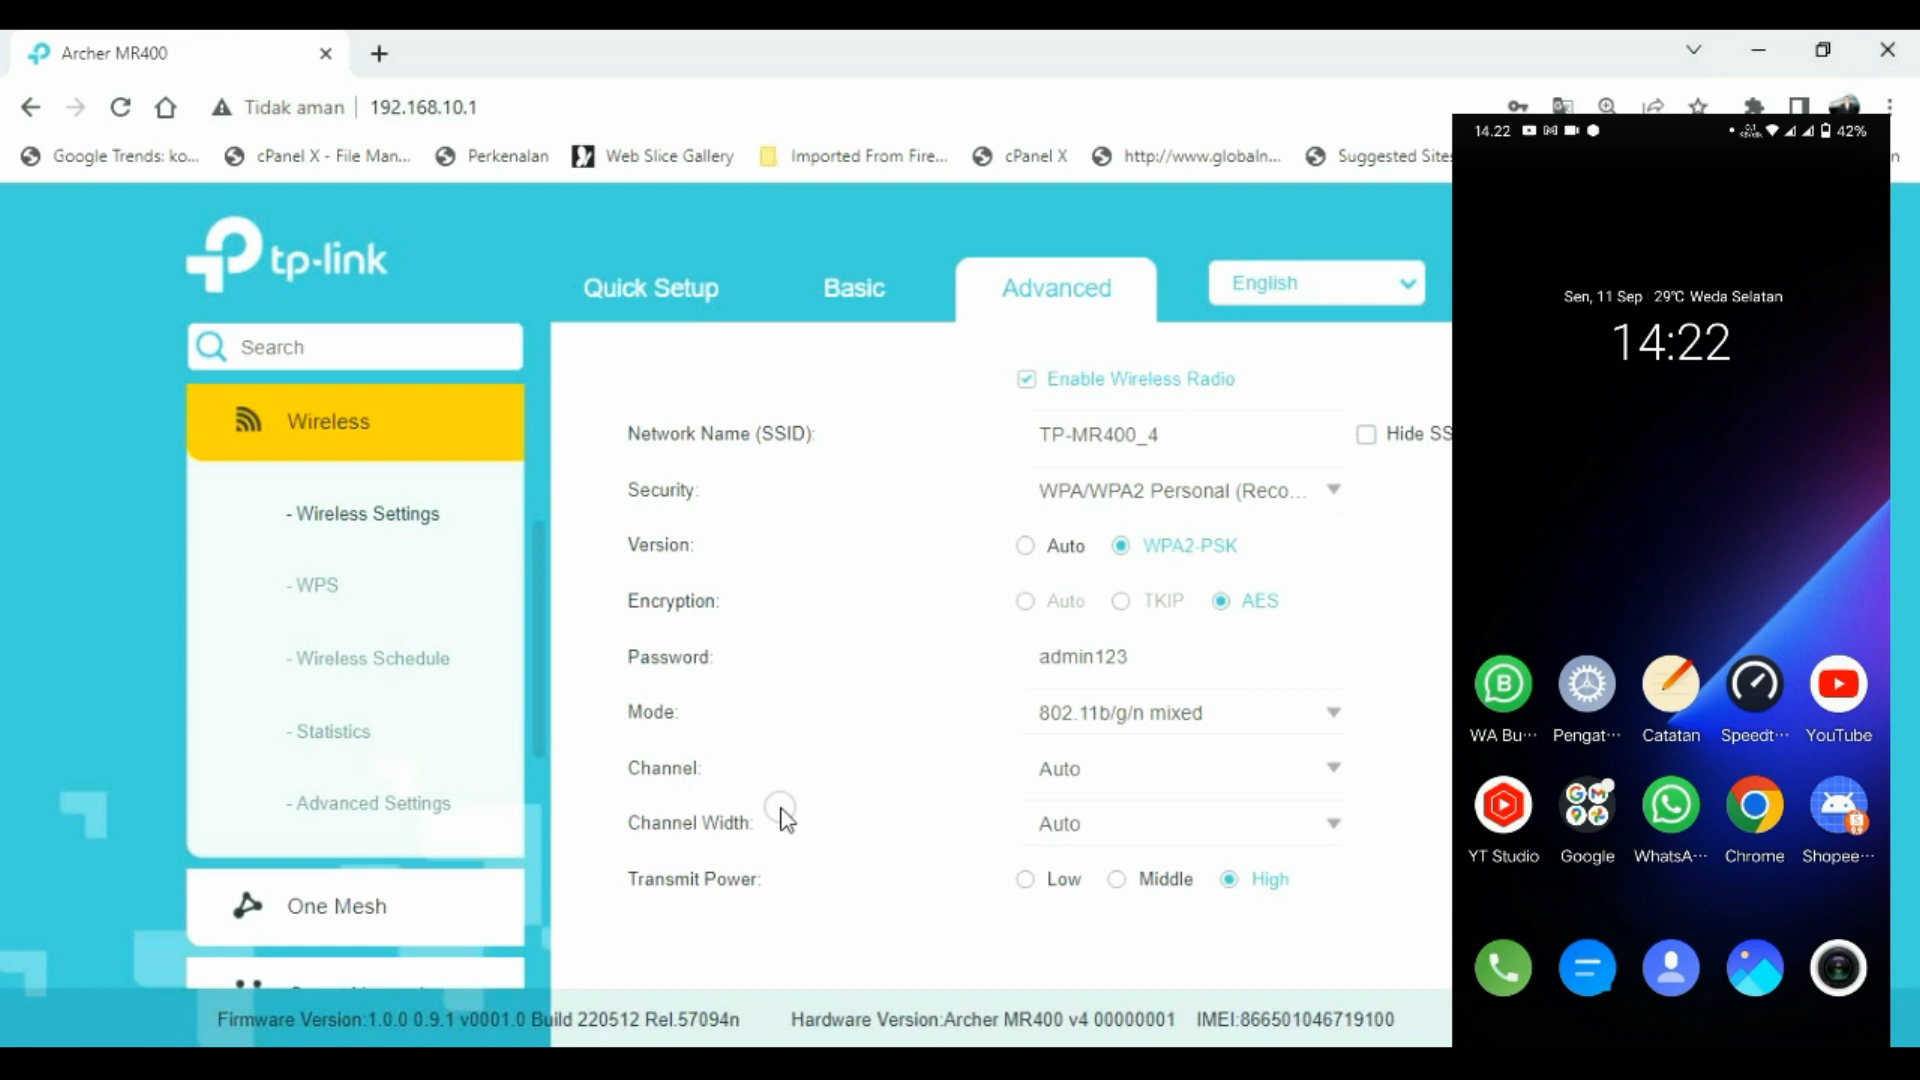 Archer MR400
Tidak aman 192.168.10.1
Google Trends: ko... cPanel X - File Man... Perkenalan Web Slice Gallery Imported From Fire... cPanel X http://www.globaln... Suggested Sites
tp-link
Quick Setup Basic Advanced English
Search
Wireless
- Wireless Settings
- WPS
- Wireless Schedule
- Statistics
- Advanced Settings
One Mesh
Enable Wireless Radio
Network Name (SSID): TP-MR400_4 Hide SS
Security: WPA/WPA2 Personal (Reco...
Version: Auto WPA2-PSK
Encryption: Auto TKIP AES
Password: admin123
Mode: 802.11b/g/n mixed
Channel: Auto
Channel Width: Auto
Transmit Power: Low Middle High
Firmware Version:1.0.0 0.9.1 v0001.0 Build 220512 Rel.57094n Hardware Version:Archer MR400 v4 00000001 IMEI:866501046719100
14.22 42%
Sen, 11 Sep 29°C Weda Selatan
14:22
WA Bu... Pengat... Catatan Speedt... YouTube
YT Studio Google WhatsA... Chrome Shopee...